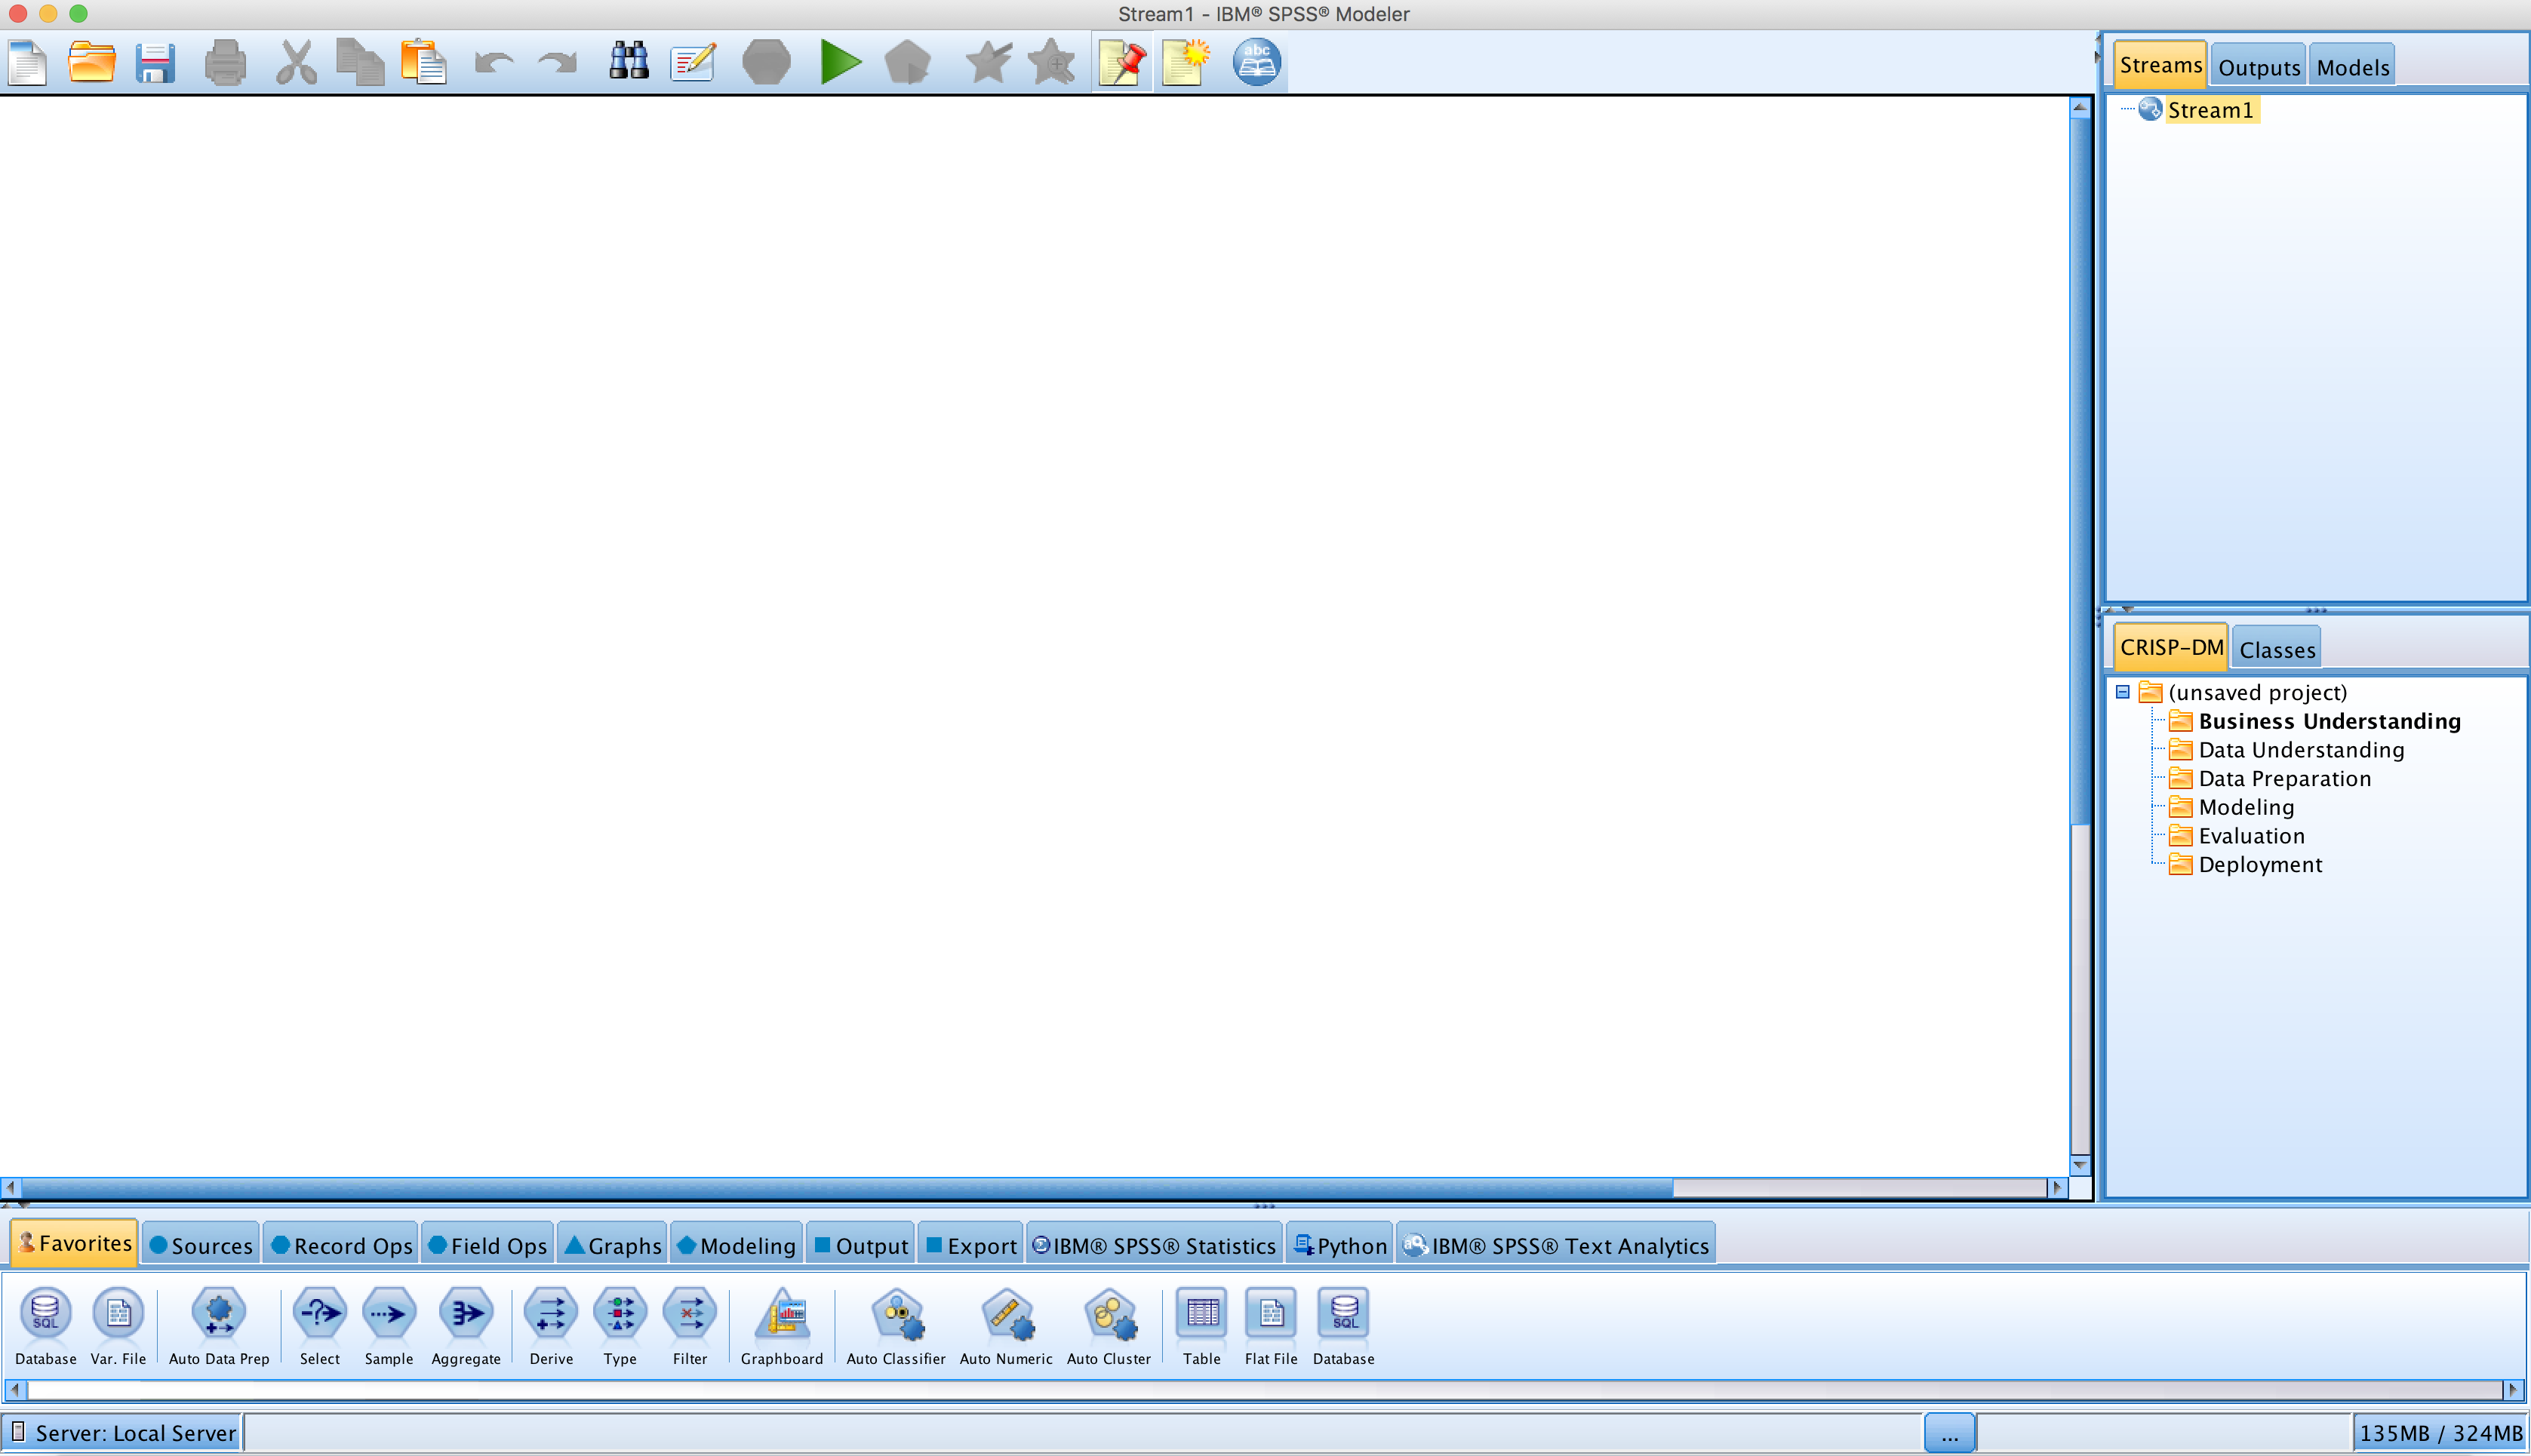 Stream1 - IBM® SPSS® Modeler
abc
Streams Outputs Models
Stream1
CRISP-DM Classes
(unsaved project)
Business Understanding
Data Understanding
Data Preparation
Modeling
Evaluation
Deployment
Favorites Sources Record Ops Field Ops Graphs Modeling Output Export IBM® SPSS® Statistics Python IBM® SPSS® Text Analytics
SQL SQL
Database Var. File Auto Data Prep Select Sample Aggregate Derive Type Filter Graphboard Auto Classifier Auto Numeric Auto Cluster Table Flat File Database
Server: Local Server ... 135MB / 324MB